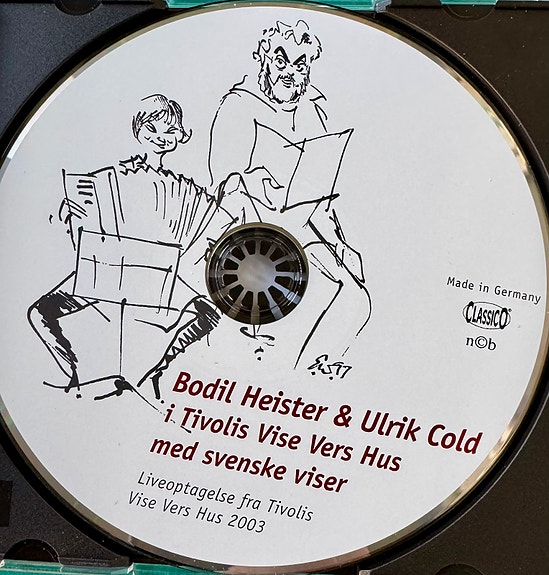 Made in Germany
CLASSICO
n©b
Bodil Heister & Ulrik Cold
i Tivolis Vise Vers Hus
med svenske viser
Liveoptagelse fra Tivolis
Vise Vers Hus 2003